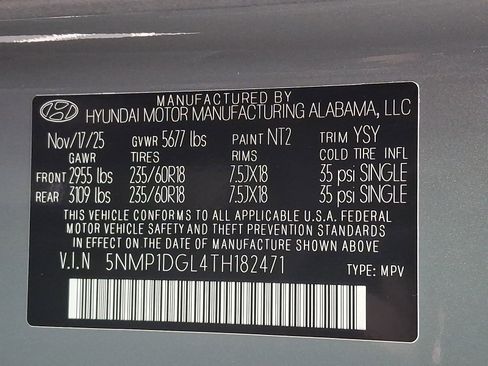 MANUFACTURED BY
HYUNDAI MOTOR MANUFACTURING ALABAMA, LLC
Nov/17/25 GVWR 5677 lbs PAINT NT2 TRIM YSY
GAWR TIRES RIMS COLD TIRE INFL
FRONT 2955 lbs 235/60R18 7.5JX18 35 psi SINGLE
REAR 3109 lbs 235/60R18 7.5JX18 35 psi SINGLE
THIS VEHICLE CONFORMS TO ALL APPLICABLE U.S.A. FEDERAL
MOTOR VEHICLE SAFETY AND THEFT PREVENTION STANDARDS
IN EFFECT ON THE DATE OF MANUFACTURE SHOWN ABOVE
V.I.N 5NMP1DGL4TH182471 TYPE: MPV